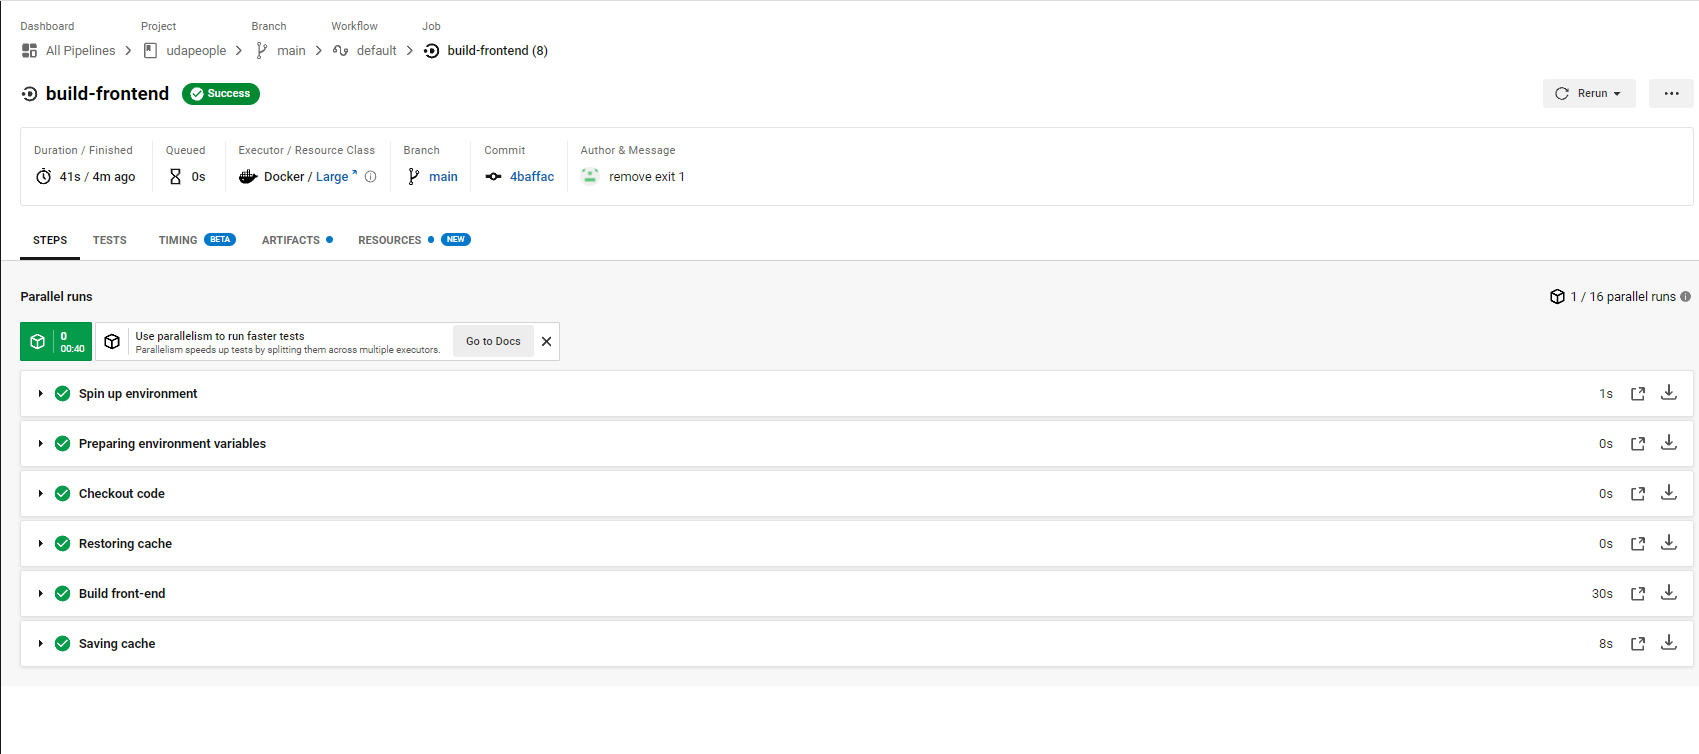 Dashboard Project Branch Workflow Job
All Pipelines udapeople main default build-frontend (8)
build-frontend Success Rerun
Duration / Finished Queued Executor / Resource Class Branch Commit Author & Message
41s / 4m ago 0s Docker / Large main 4baffac remove exit 1
STEPS TESTS TIMING BETA ARTIFACTS RESOURCES NEW
Parallel runs 1 / 16 parallel runs
0
00:40
Use parallelism to run faster tests
Parallelism speeds up tests by splitting them across multiple executors.
Go to Docs
Spin up environment 1s
Preparing environment variables 0s
Checkout code 0s
Restoring cache 0s
Build front-end 30s
Saving cache 8s